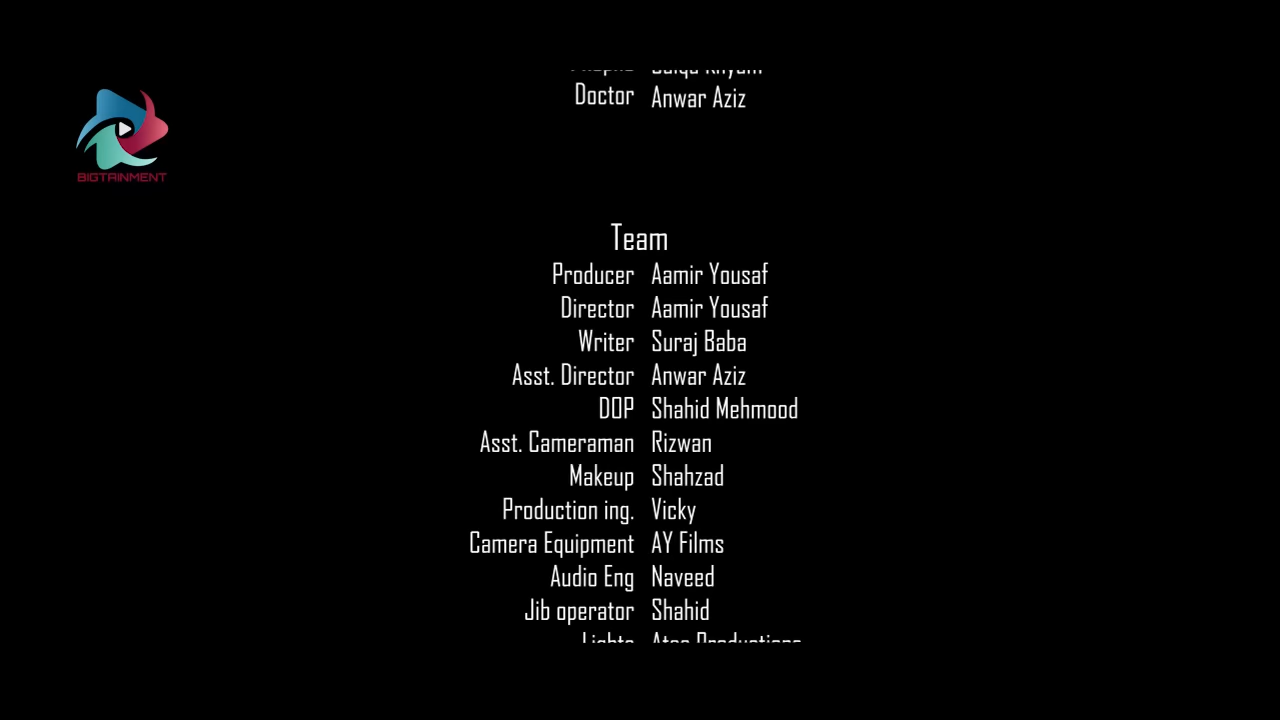 Doctor Anwar Aziz
BIGTAINMENT
Team
Producer Aamir Yousaf
Director Aamir Yousaf
Writer Suraj Baba
Asst. Director Anwar Aziz
DOP Shahid Mehmood
Asst. Cameraman Rizwan
Makeup Shahzad
Production ing. Vicky
Camera Equipment AY Films
Audio Eng Naveed
Jib operator Shahid
Lights Productions